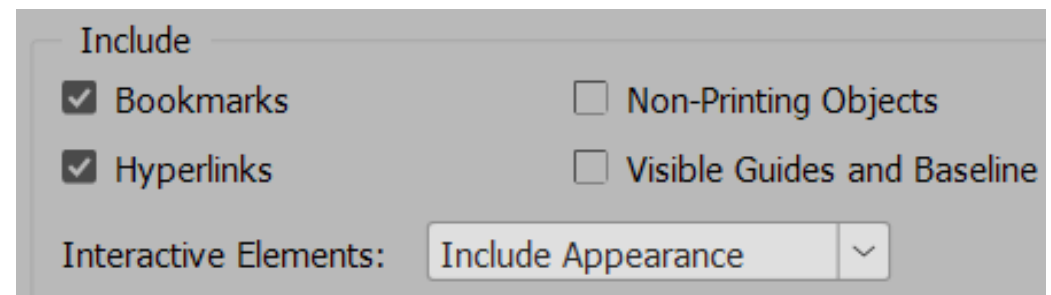 Include
Bookmarks
Non-Printing Objects
Hyperlinks
Visible Guides and Baseline
Interactive Elements: Include Appearance